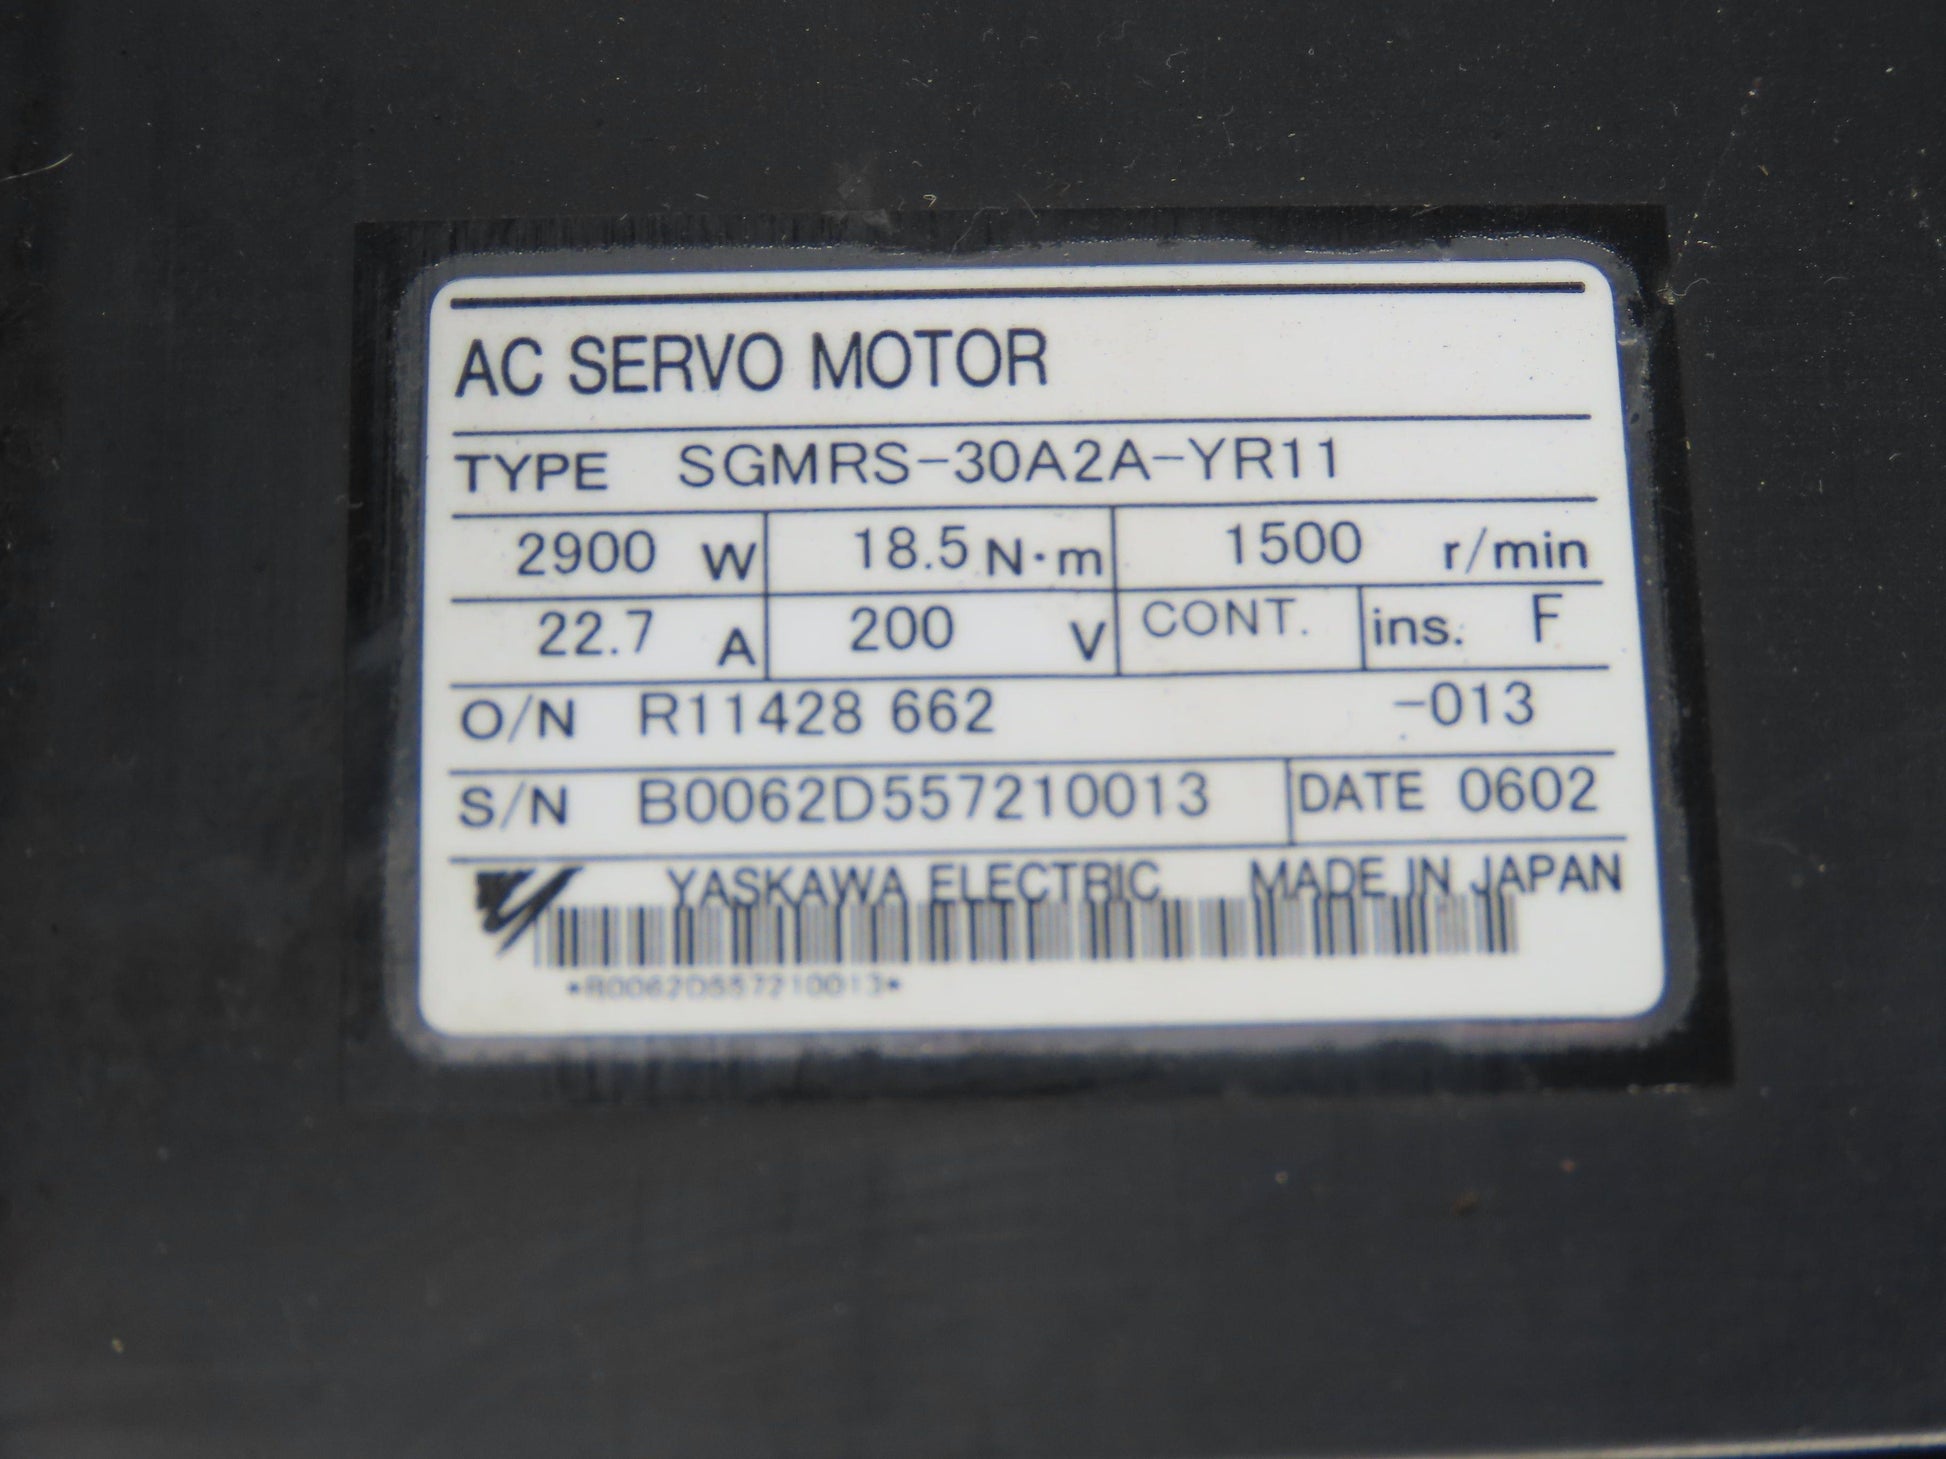 AC SERVO MOTOR
TYPE SGMRS-30A2A-YR11
2900 W 18.5 N·m 1500 r/min
22.7 A 200 V CONT. ins. F
O/N R11428 662 -013
S/N B0062D557210013 DATE 0602
YASKAWA ELECTRIC MADE IN JAPAN
*B0062D557210013*